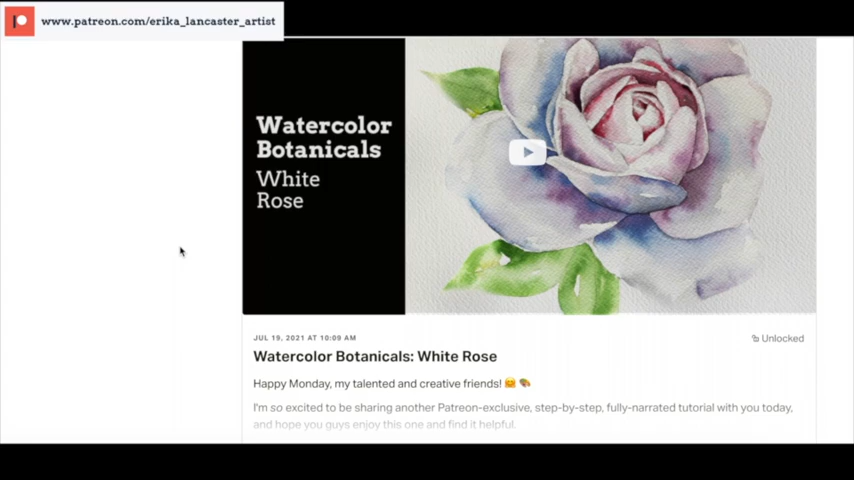 www.patreon.com/erika_lancaster_artist
Watercolor
Botanicals
White
Rose
JUL 19, 2021 AT 10:09 AM
Unlocked
Watercolor Botanicals: White Rose
Happy Monday, my talented and creative friends! 🤗 🎨
I'm so excited to be sharing another Patreon-exclusive, step-by-step, fully-narrated tutorial with you today,
and hope you guys enjoy this one and find it helpful.